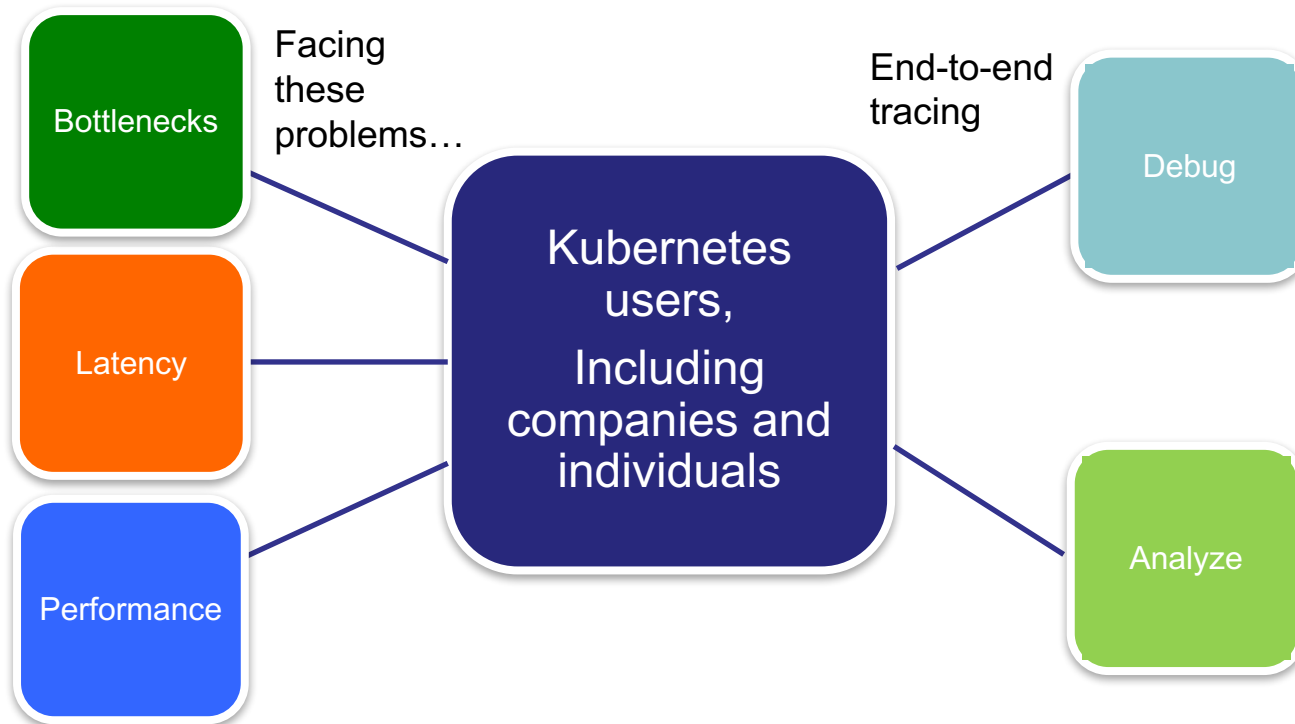 Bottlenecks
Facing
these
problems…
Latency
Performance
Kubernetes
users,
Including
companies and
individuals
End-to-end
tracing
Debug
Analyze